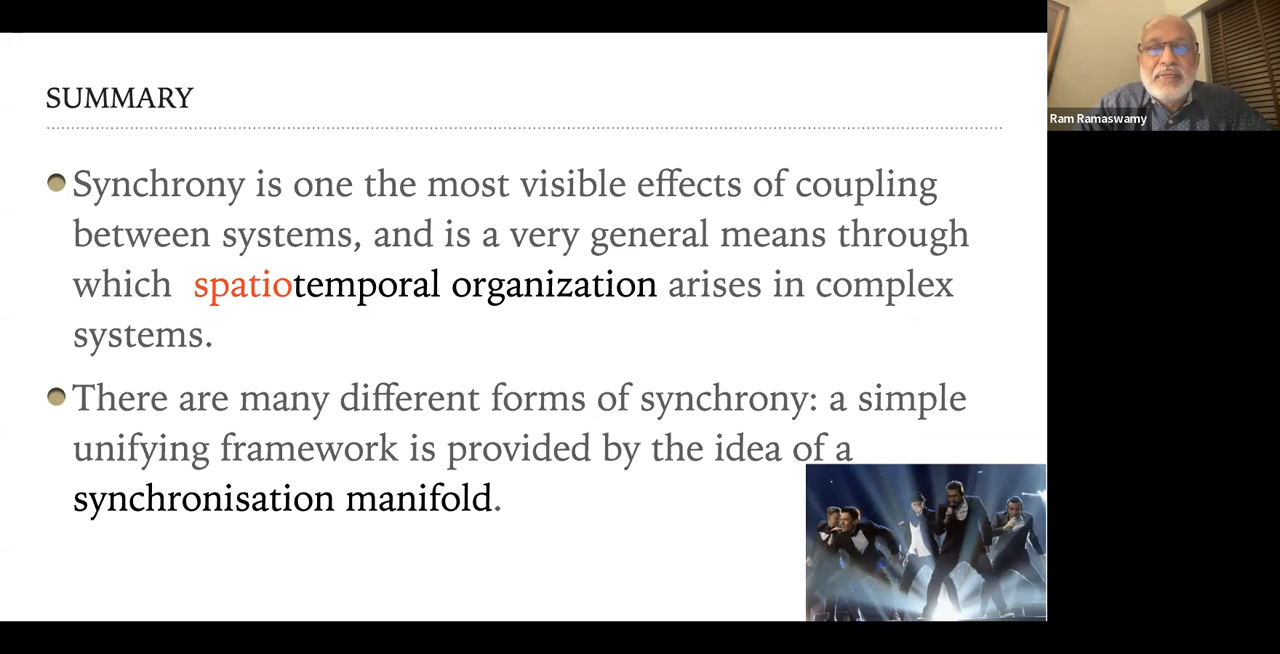 SUMMARY
Synchrony is one the most visible effects of coupling
between systems, and is a very general means through
which spatiotemporal organization arises in complex
systems.
There are many different forms of synchrony: a simple
unifying framework is provided by the idea of a
synchronisation manifold.
Ram Ramaswamy